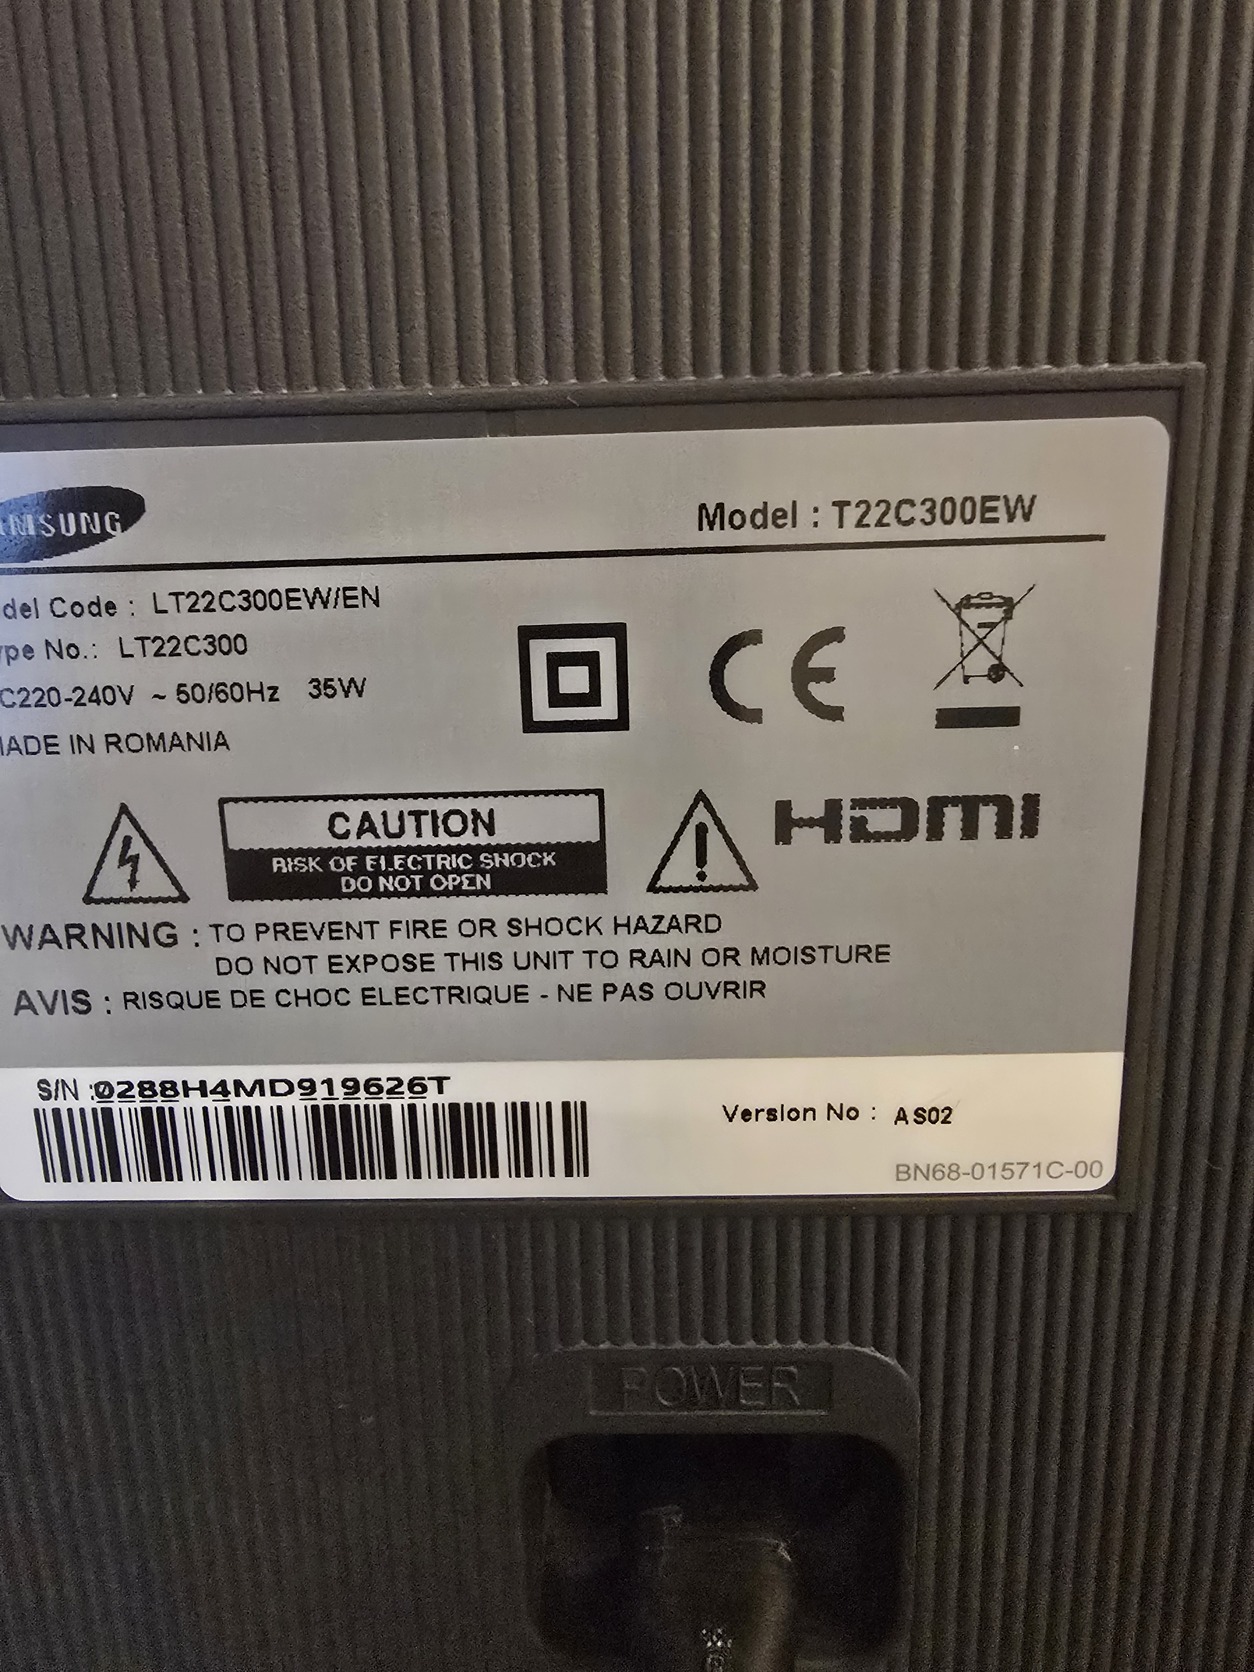 AMSUNG
Model : T22C300EW
del Code : LT22C300EW/EN
ype No.: LT22C300
C220-240V ~ 50/60Hz 35W
MADE IN ROMANIA
CE
CAUTION
RISK OF ELECTRIC SHOCK
DO NOT OPEN
HDMI
WARNING : TO PREVENT FIRE OR SHOCK HAZARD
DO NOT EXPOSE THIS UNIT TO RAIN OR MOISTURE
AVIS : RISQUE DE CHOC ELECTRIQUE - NE PAS OUVRIR
S/N :0288H4MD919626T
Version No : AS02
BN68-01571C-00
POWER